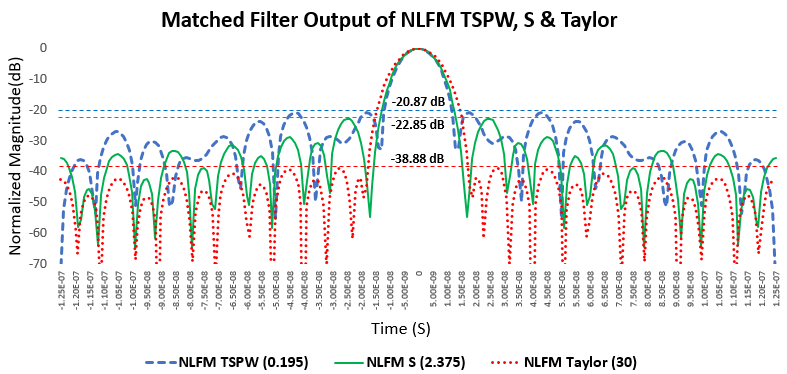 Matched Filter Output of NLFM TSPW, S & Taylor
Normalized Magnitude(dB)
0
-10
-20
-30
-40
-50
-60
-70
-20.87 dB
-22.85 dB
-38.88 dB
-1.25E-07
-1.20E-07
-1.15E-07
-1.10E-07
-1.05E-07
-1.00E-07
-9.50E-08
-9.00E-08
-8.50E-08
-8.00E-08
-7.50E-08
-7.00E-08
-6.50E-08
-6.00E-08
-5.50E-08
-5.00E-08
-4.50E-08
-4.00E-08
-3.50E-08
-3.00E-08
-2.50E-08
-2.00E-08
-1.50E-08
-1.00E-08
-5.00E-09
0
5.00E-09
1.00E-08
1.50E-08
2.00E-08
2.50E-08
3.00E-08
3.50E-08
4.00E-08
4.50E-08
5.00E-08
5.50E-08
6.00E-08
6.50E-08
7.00E-08
7.50E-08
8.00E-08
8.50E-08
9.00E-08
9.50E-08
1.00E-07
1.05E-07
1.10E-07
1.15E-07
1.20E-07
1.25E-07
Time (S)
NLFM TSPW (0.195)
NLFM S (2.375)
NLFM Taylor (30)